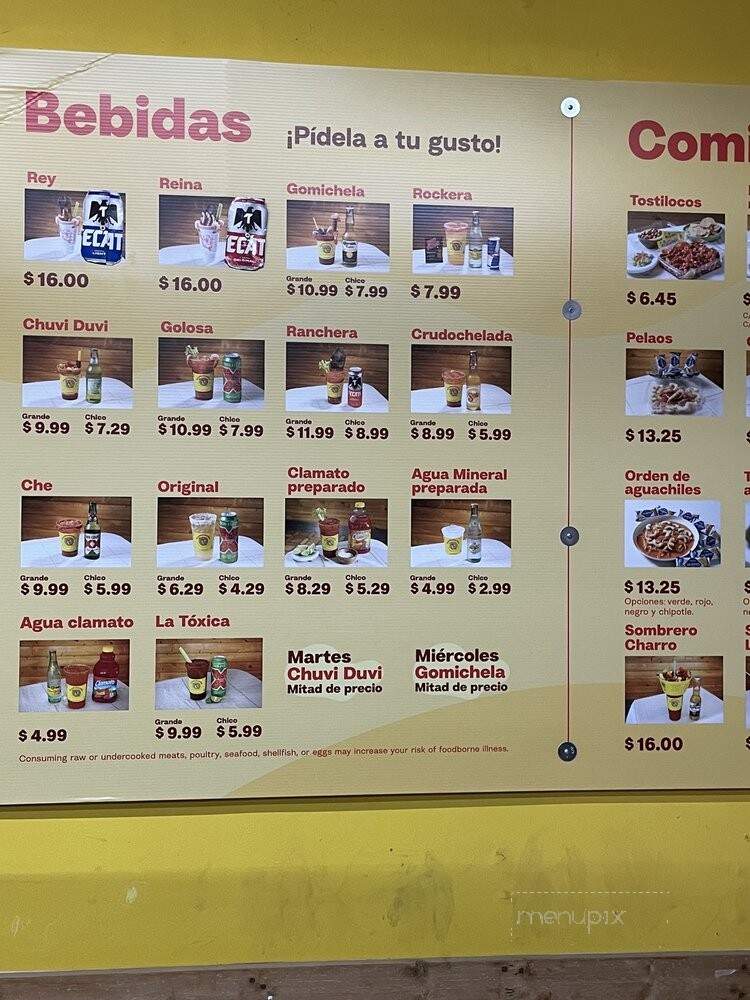 Bebidas
¡Pídela a tu gusto!
Rey
$16.00
Reina
$16.00
Gomichela
Grande Chico
$10.99 $7.99
Rockera
$7.99
Chuvi Duvi
Grande Chico
$9.99 $7.29
Golosa
Grande Chico
$10.99 $7.99
Ranchera
Grande Chico
$11.99 $8.99
Crudochelada
Grande Chico
$8.99 $5.99
Che
Grande Chico
$9.99 $5.99
Original
Grande Chico
$6.29 $4.29
Clamato
preparado
Grande Chico
$8.29 $5.29
Agua Mineral
preparada
Grande Chico
$4.99 $2.99
Agua clamato
$4.99
La Tóxica
Grande Chico
$9.99 $5.99
Martes
Chuvi Duvi
Mitad de precio
Miércoles
Gomichela
Mitad de precio
Consuming raw or undercooked meats, poultry, seafood, shellfish, or eggs may increase your risk of foodborne illness.
Com
Tostilocos
$6.45
Pelaos
$13.25
Orden de
aguachiles
$13.25
Opciones: verde, rojo,
negro y chipotle.
Sombrero
Charro
$16.00
ECAT
ECAT
menupix